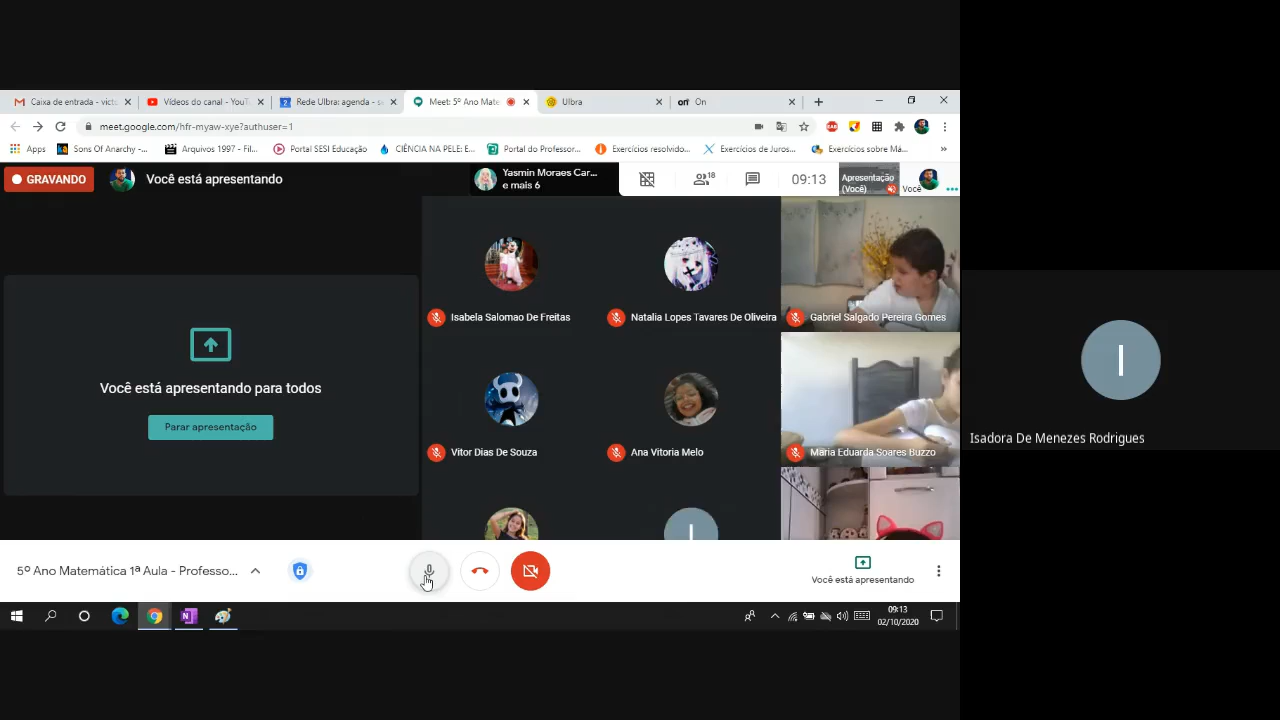 Caixa de entrada - victo
Vídeos do canal - YouT
Rede Ulbra: agenda - s
Meet: 5º Ano Mate
Ulbra
On
meet.google.com/hfr-myaw-xye?authuser=1
Apps
Sons Of Anarchy -...
Arquivos 1997 - Fil...
Portal SESI Educação
CIÊNCIA NA PELE: E...
Portal do Professor...
Exercícios resolvido...
Exercícios de Juros...
Exercícios sobre Má...
»
GRAVANDO
Você está apresentando
Yasmin Moraes Car...
e mais 6
18
09:13
Apresentação
(Você)
Você
Isabela Salomao De Freitas
Natalia Lopes Tavares De Oliveira
Gabriel Salgado Pereira Gomes
Você está apresentando para todos
Parar apresentação
Vitor Dias De Souza
Ana Vitoria Melo
Maria Eduarda Soares Buzzo
I
I
Isadora De Menezes Rodrigues
5º Ano Matemática 1ª Aula - Professo...
Você está apresentando
09:13
02/10/2020